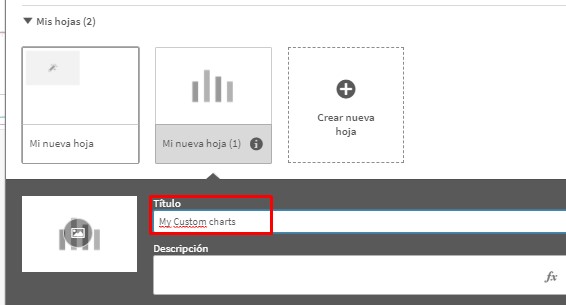 Mis hojas (2)
Mi nueva hoja
Mi nueva hoja (1)
Crear nueva
hoja
Título
My Custom charts
Descripción
fx